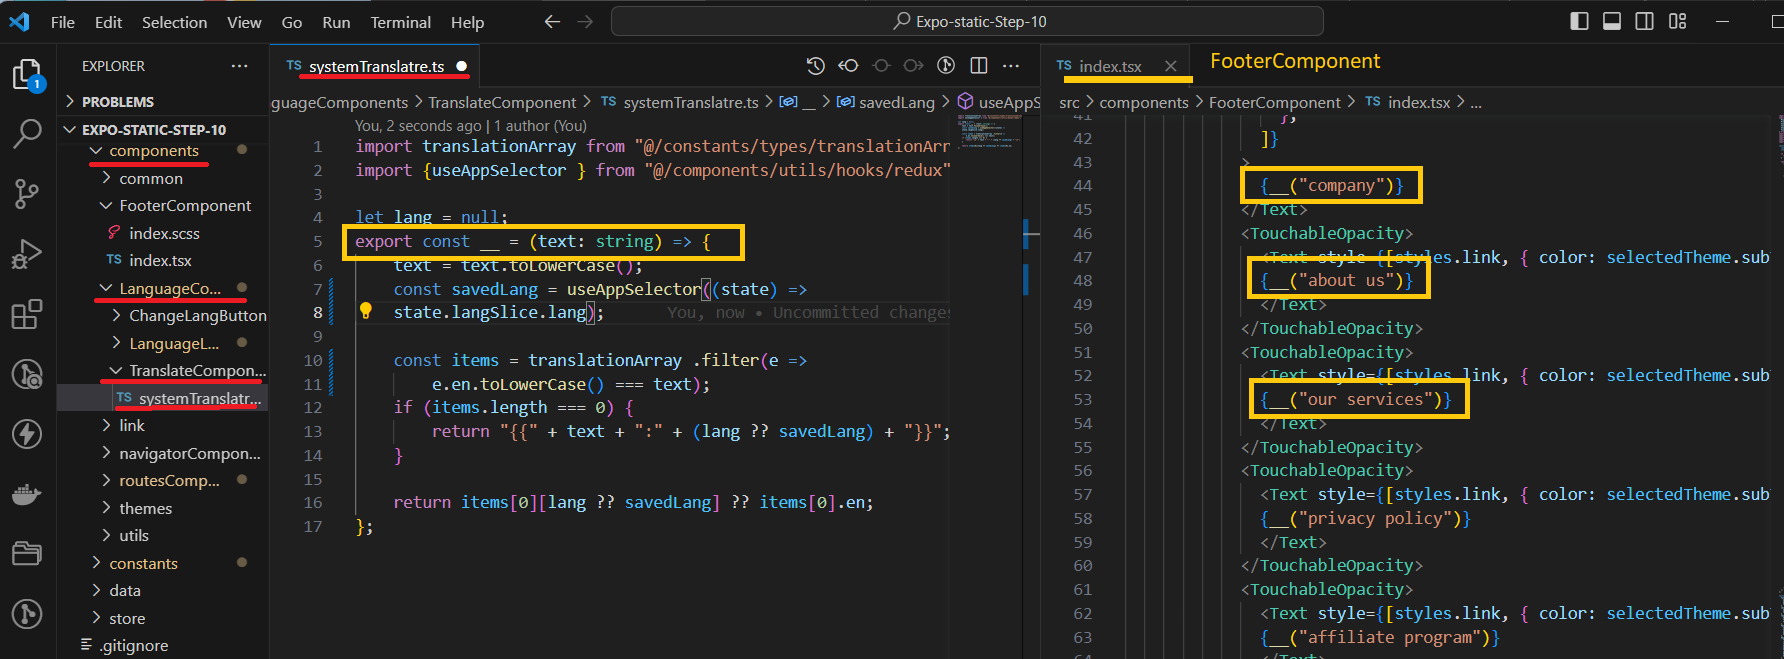 File Edit Selection View Go Run Terminal Help
Expo-static-Step-10
1
EXPLORER
PROBLEMS
EXPO-STATIC-STEP-10
components
common
FooterComponent
index.scss
TS index.tsx
LanguageCo...
ChangeLangButton
LanguageL...
TranslateCompon...
TS systemTranslatr...
link
navigatorCompon...
routesComp...
themes
utils
constants
data
store
.gitignore
TS systemTranslatre.ts
guageComponents > TranslateComponent > TS systemTranslatre.ts > __ > savedLang > useAppS
You, 2 seconds ago | 1 author (You)
1 import translationArray from "@/constants/types/translationArr
2 import {useAppSelector } from "@/components/utils/hooks/redux"
3
4 let lang = null;
5 export const __ = (text: string) => {
6 text = text.toLowerCase();
7 const savedLang = useAppSelector((state) =>
8 state.langSlice.lang); You, now • Uncommitted changes
9
10 const items = translationArray .filter(e =>
11 e.en.toLowerCase() === text);
12 if (items.length === 0) {
13 return "{{" + text + ":" + (lang ?? savedLang) + "}}";
14 }
15
16 return items[0][lang ?? savedLang] ?? items[0].en;
17 };
TS index.tsx
FooterComponent
src > components > FooterComponent > TS index.tsx > ...
41 },
42 ]}
43 >
44 {__("company")}
45 </Text>
46 <TouchableOpacity>
47 <Text style={[styles.link, { color: selectedTheme.sub
48 {__("about us")}
49 </Text>
50 </TouchableOpacity>
51 <TouchableOpacity>
52 <Text style={[styles.link, { color: selectedTheme.sub
53 {__("our services")}
54 </Text>
55 </TouchableOpacity>
56 <TouchableOpacity>
57 <Text style={[styles.link, { color: selectedTheme.sub
58 {__("privacy policy")}
59 </Text>
60 </TouchableOpacity>
61 <TouchableOpacity>
62 <Text style={[styles.link, { color: selectedTheme.sub
63 {__("affiliate program")}
64 </Text>